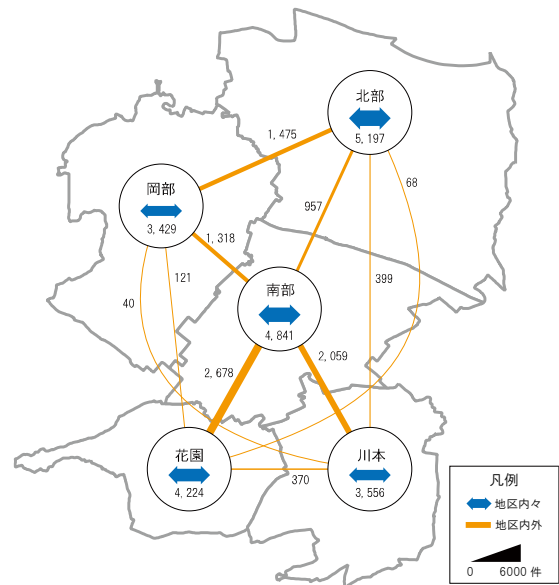 北部
5,197
1,475
岡部
3,429
68
957
1,318
121
399
40
南部
4,841
2,678
2,059
花園
4,224
370
川本
3,556
凡例
地区内々
地区内外
0 6000 件